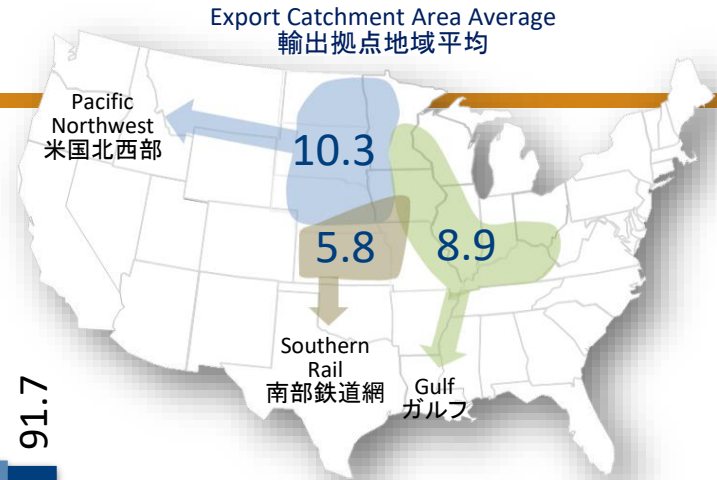 Export Catchment Area Average
輸出拠点地域平均
Pacific
Northwest
米国北西部
10.3
5.8
8.9
Southern
Rail
南部鉄道網
Gulf
ガルフ
91.7